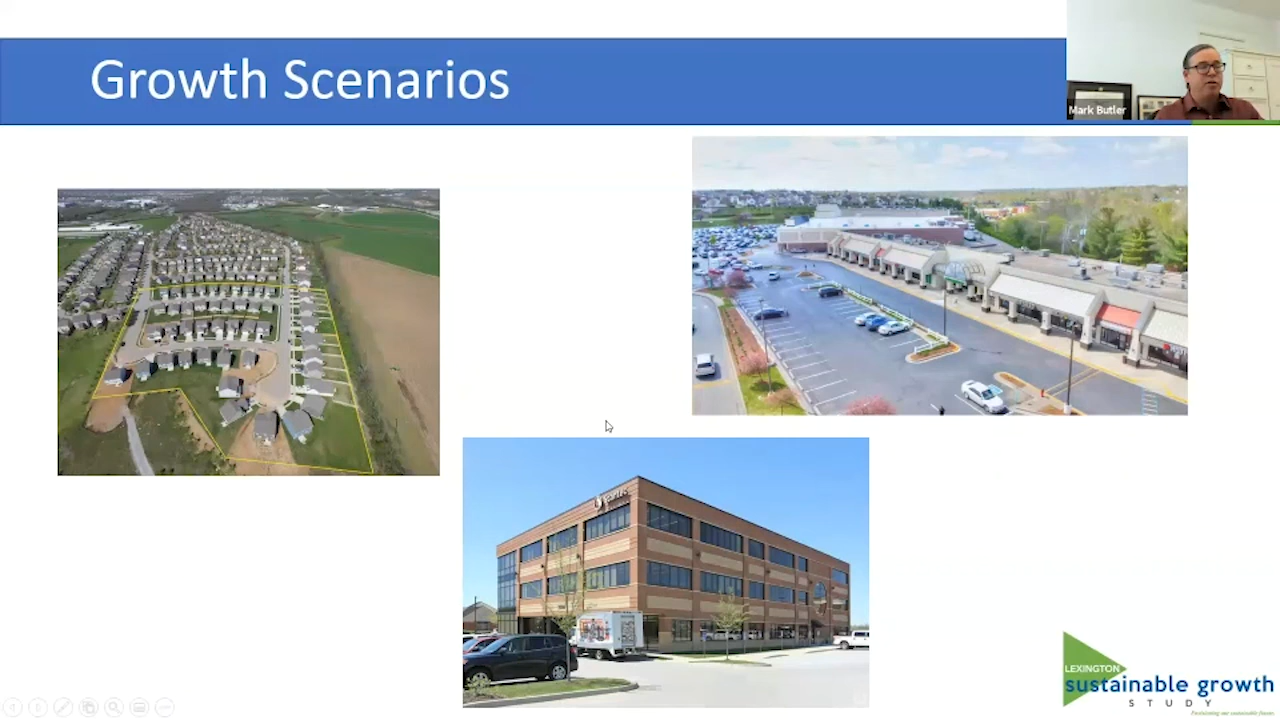 Growth Scenarios
Mark Butler
LEXINGTON
sustainable growth
STUDY